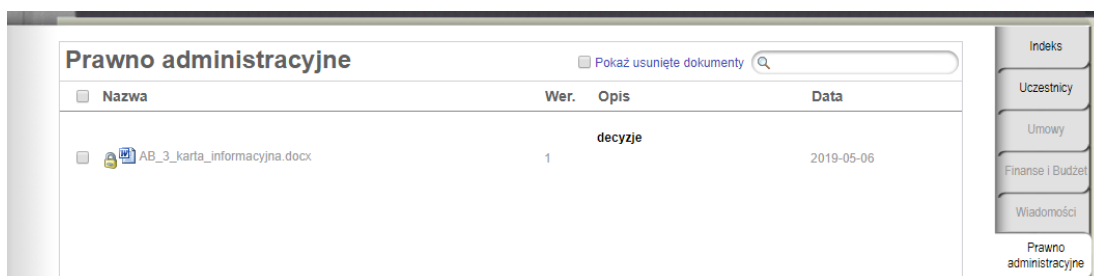 Prawno administracyjne
Pokaż usunięte dokumenty
Nazwa Wer. Opis Data
decyzje
AB_3_karta_informacyjna.docx 1 2019-05-06
Indeks
Uczestnicy
Umowy
Finanse i Budżet
Wiadomości
Prawno
administracyjne